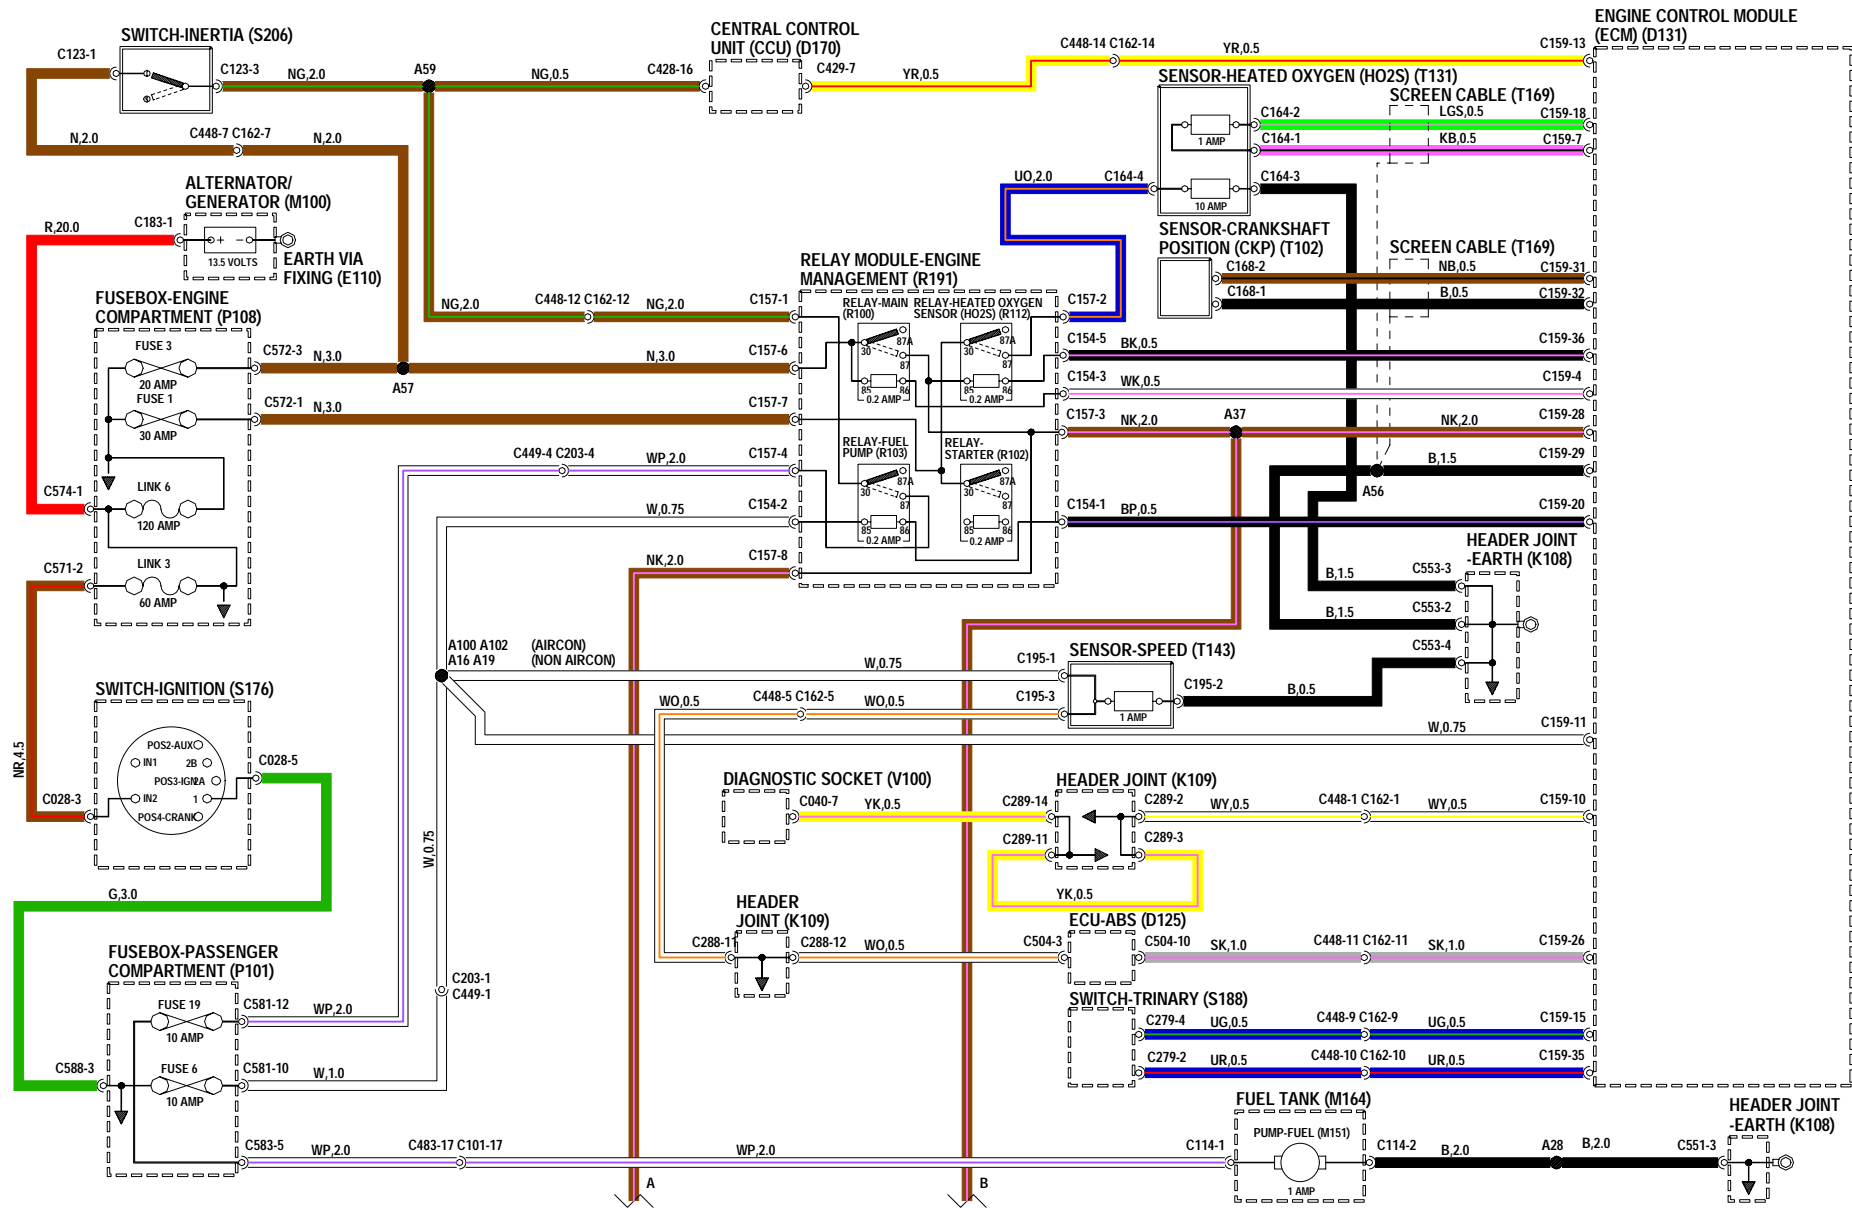 ENGINE CONTROL MODULE
(ECM) (D131)
SWITCH-INERTIA (S206)
CENTRAL CONTROL
UNIT (CCU) (D170)
C123-1
C123-3
NG,2.0
A59
NG,0.5
C428-16
C429-7
YR,0.5
C448-14 C162-14
YR,0.5
C159-13
SENSOR-HEATED OXYGEN (HO2S) (T131)
SCREEN CABLE (T169)
C164-2
LGS,0.5
C159-18
1 AMP
C164-1
KB,0.5
C159-7
N,2.0
C448-7 C162-7
N,2.0
UO,2.0
C164-4
C164-3
10 AMP
ALTERNATOR/
GENERATOR (M100)
R,20.0
C183-1
+ -
13.5 VOLTS
EARTH VIA
FIXING (E110)
SENSOR-CRANKSHAFT
POSITION (CKP) (T102)
SCREEN CABLE (T169)
C168-2
NB,0.5
C159-31
C168-1
B,0.5
C159-32
RELAY MODULE-ENGINE
MANAGEMENT (R191)
FUSEBOX-ENGINE
COMPARTMENT (P108)
NG,2.0
C448-12 C162-12
NG,2.0
C157-1
RELAY-MAIN
(R100)
RELAY-HEATED OXYGEN
SENSOR (HO2S) (R112)
C157-2
FUSE 3
20 AMP
C572-3
N,3.0
A57
N,3.0
C157-6
30
87A
87
85
86
0.2 AMP
30
87A
87
85
86
0.2 AMP
C154-5
BK,0.5
C159-36
C154-3
WK,0.5
C159-4
FUSE 1
30 AMP
C572-1
N,3.0
C157-7
C157-3
NK,2.0
A37
NK,2.0
C159-28
C449-4 C203-4
WP,2.0
C157-4
RELAY-FUEL
PUMP (R103)
RELAY-
STARTER (R102)
B,1.5
C159-29
A56
C574-1
LINK 6
120 AMP
30
87A
87
85
86
0.2 AMP
30
87A
87
85
86
0.2 AMP
W,0.75
C154-2
C154-1
BP,0.5
C159-20
NK,2.0
C157-8
C571-2
LINK 3
60 AMP
HEADER JOINT
-EARTH (K108)
B,1.5
C553-3
B,1.5
C553-2
C553-4
A100 A102
(AIRCON)
A16 A19
(NON AIRCON)
W,0.75
C195-1
SENSOR-SPEED (T143)
C195-3
C195-2
B,0.5
1 AMP
WO,0.5
C448-5 C162-5
WO,0.5
W,0.75
C159-11
SWITCH-IGNITION (S176)
POS2-AUX
IN1
2B
POS3-IGN
2A
IN2
1
POS4-CRANK
C028-5
C028-3
NR,4.5
G,3.0
W,0.75
DIAGNOSTIC SOCKET (V100)
C040-7
YK,0.5
C289-14
HEADER JOINT (K109)
C289-2
WY,0.5
C448-1 C162-1
WY,0.5
C159-10
C289-11
C289-3
YK,0.5
HEADER
JOINT (K109)
C288-11
C288-12
WO,0.5
C504-3
ECU-ABS (D125)
C504-10
SK,1.0
C448-11 C162-11
SK,1.0
C159-26
FUSEBOX-PASSENGER
COMPARTMENT (P101)
C203-1
C449-1
SWITCH-TRINARY (S188)
C279-4
UG,0.5
C448-9 C162-9
UG,0.5
C159-15
C279-2
UR,0.5
C448-10 C162-10
UR,0.5
C159-35
FUSE 19
10 AMP
C581-12
WP,2.0
C588-3
FUSE 6
10 AMP
C581-10
W,1.0
C583-5
WP,2.0
C483-17 C101-17
WP,2.0
C114-1
FUEL TANK (M164)
PUMP-FUEL (M151)
1 AMP
C114-2
B,2.0
A28
B,2.0
C551-3
HEADER JOINT
-EARTH (K108)
A
B